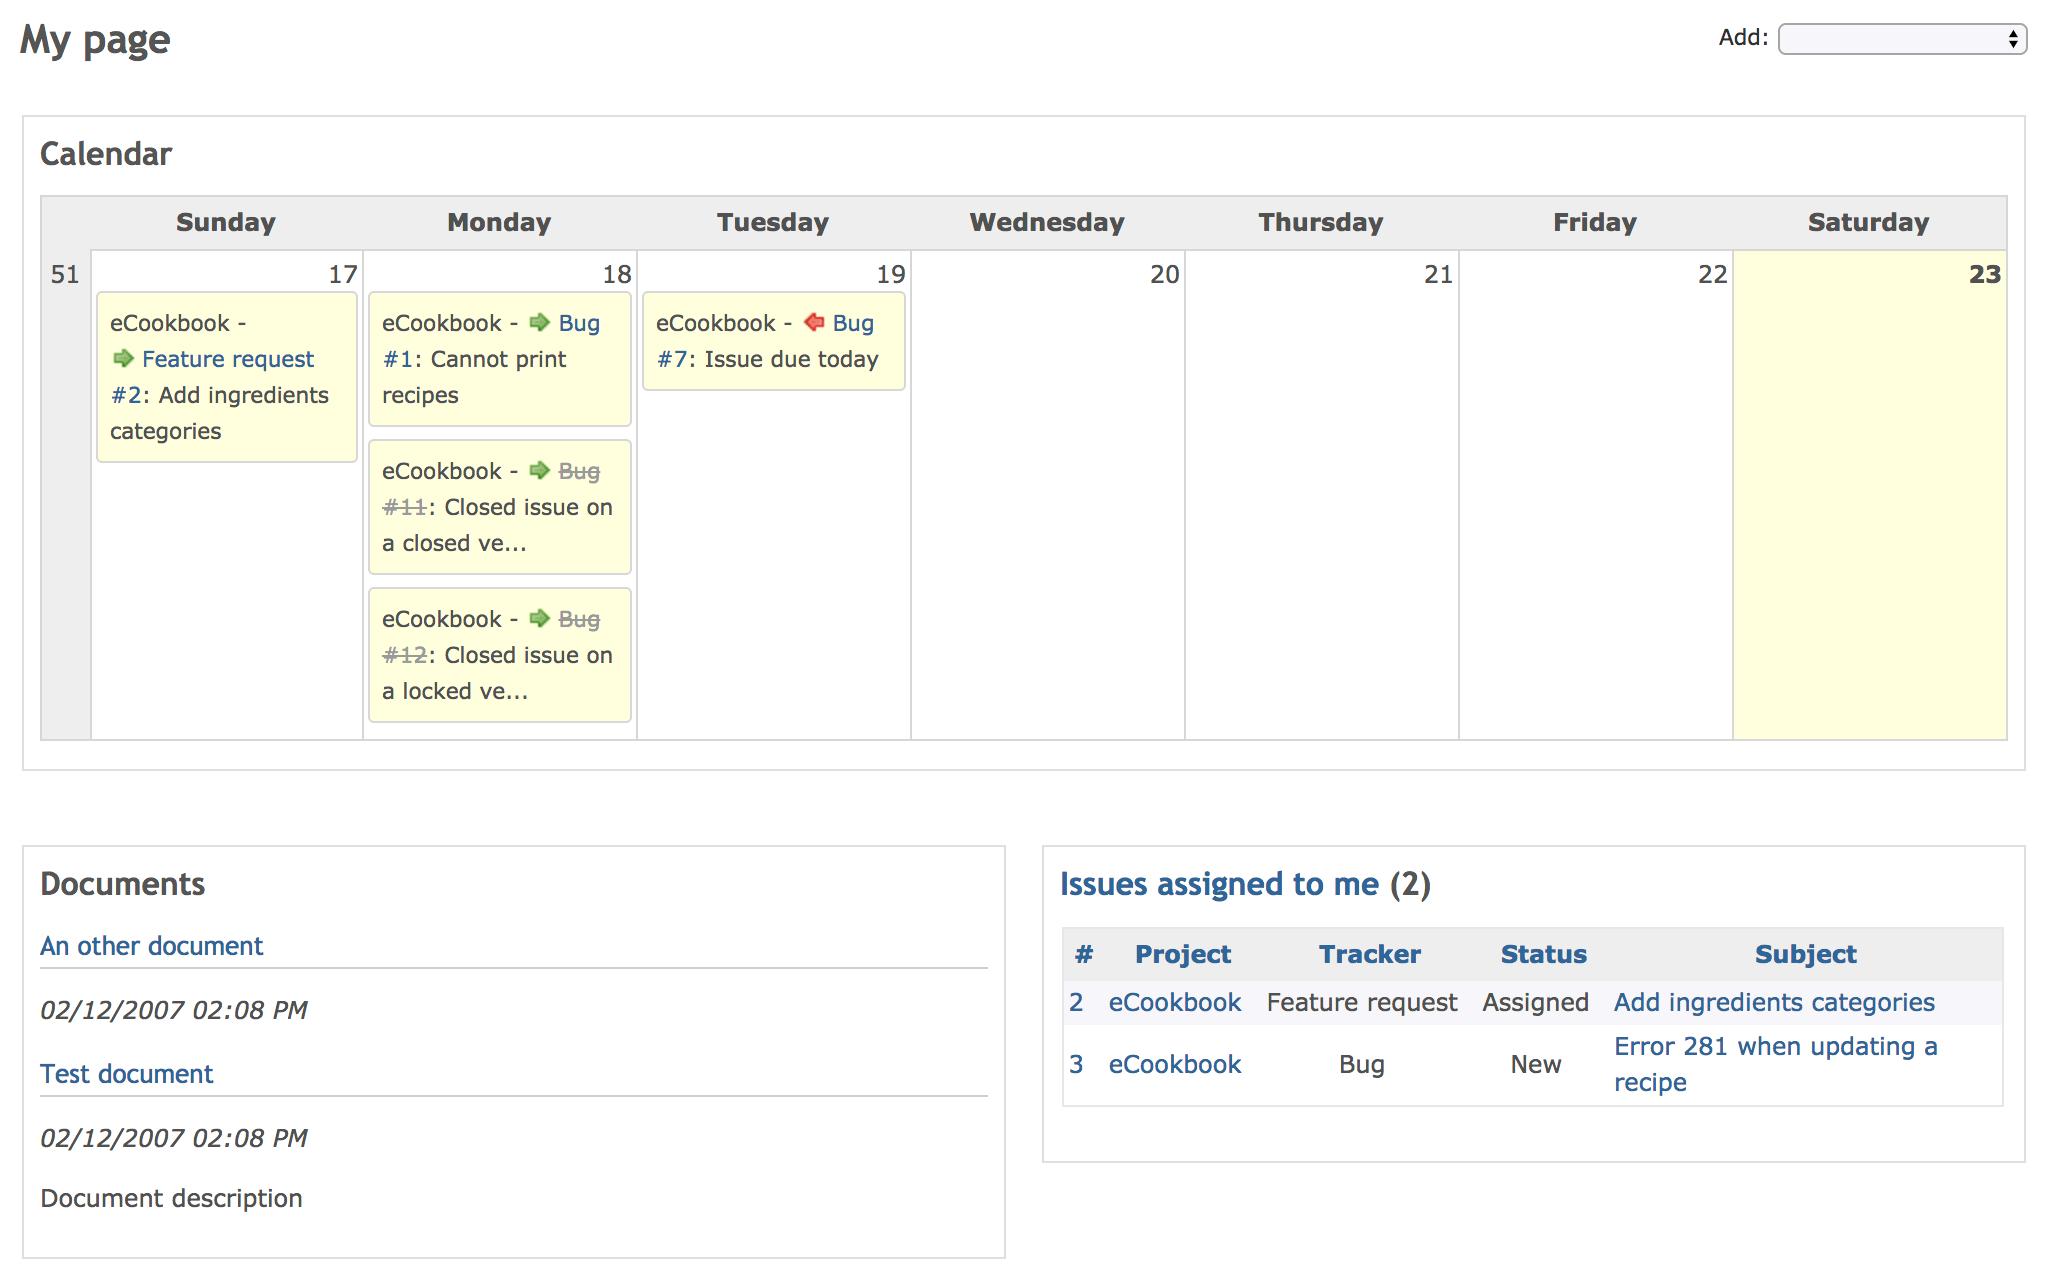 My page
Add:
Calendar
Sunday Monday Tuesday Wednesday Thursday Friday Saturday
51 17 18 19 20 21 22 23
eCookbook -
Feature request
#2: Add ingredients
categories
eCookbook - Bug
#1: Cannot print
recipes
eCookbook - Bug
#11: Closed issue on
a closed ve...
eCookbook - Bug
#12: Closed issue on
a locked ve...
eCookbook - Bug
#7: Issue due today
Documents
An other document
02/12/2007 02:08 PM
Test document
02/12/2007 02:08 PM
Document description
Issues assigned to me (2)
# Project Tracker Status Subject
2 eCookbook Feature request Assigned Add ingredients categories
3 eCookbook Bug New Error 281 when updating a
recipe